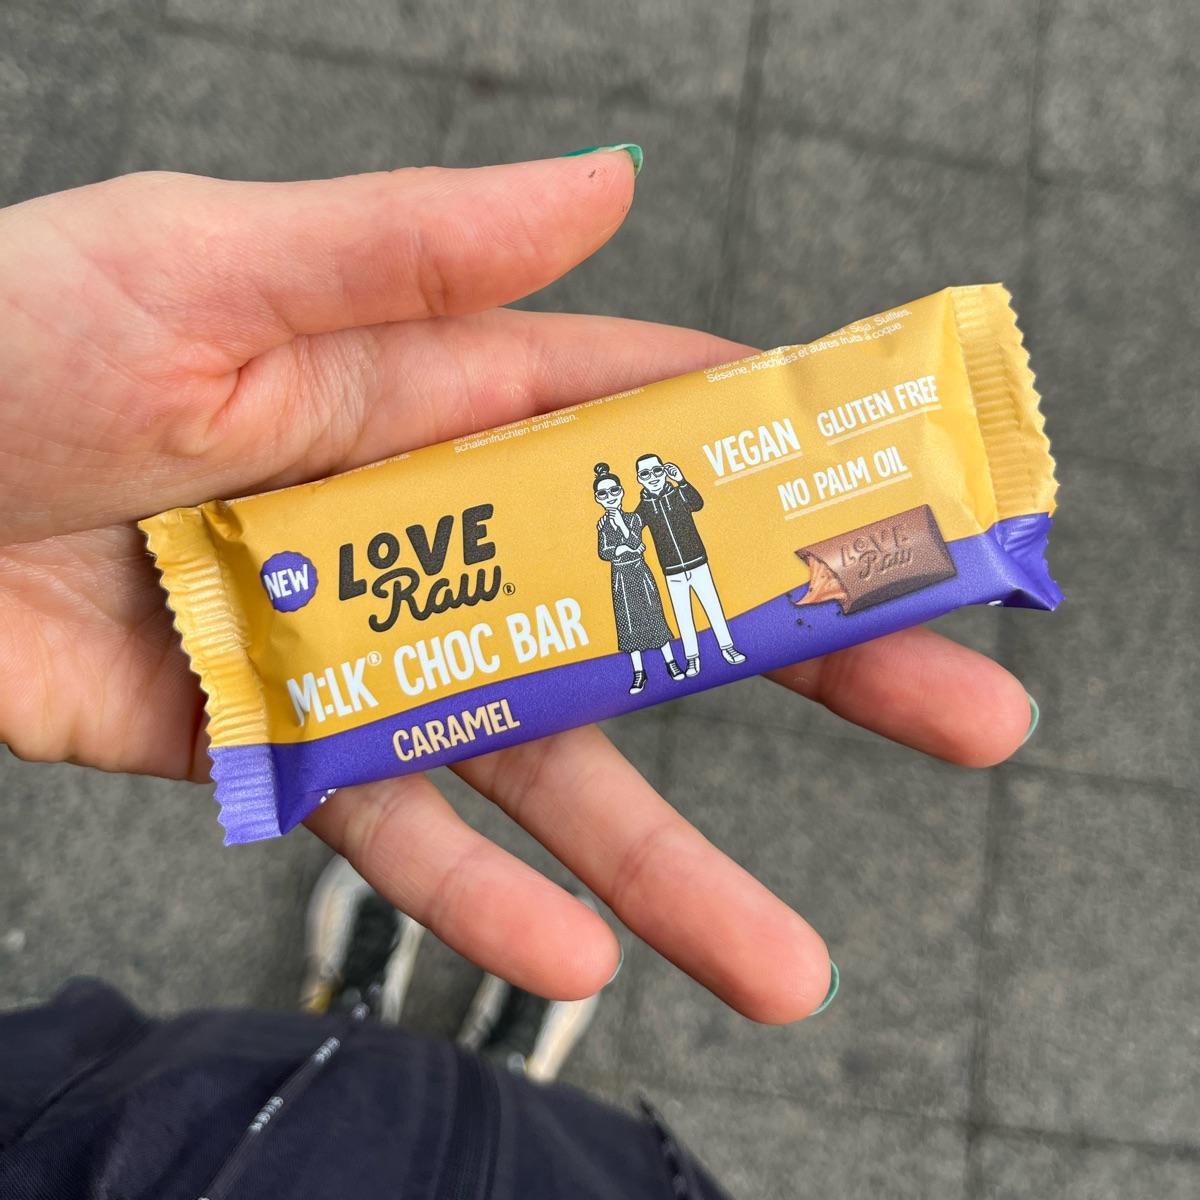 schalenfrüchten enthalten.
Sésame, Arachides et autres fruits à coque.
NEW
LOVE
Raw®
M:LK® CHOC BAR
CARAMEL
VEGAN
GLUTEN FREE
NO PALM OIL
LOVE
Raw